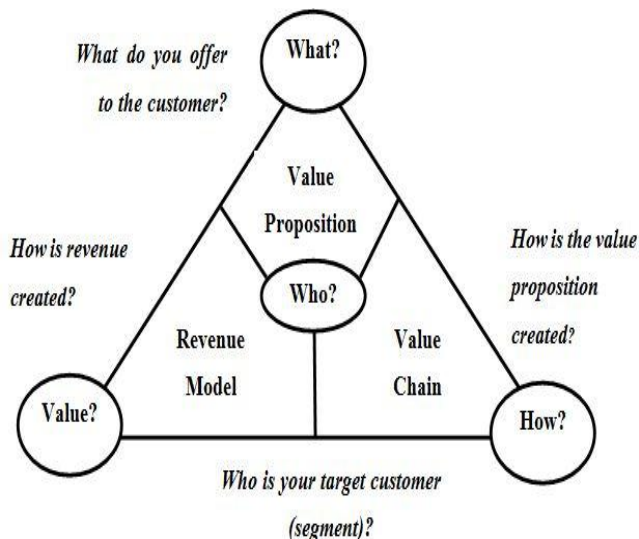 What?
What do you offer
to the customer?
Value
Proposition
How is revenue
created?
How is the value
proposition
created?
Who?
Revenue
Model
Value
Chain
Value?
How?
Who is your target customer
(segment)?